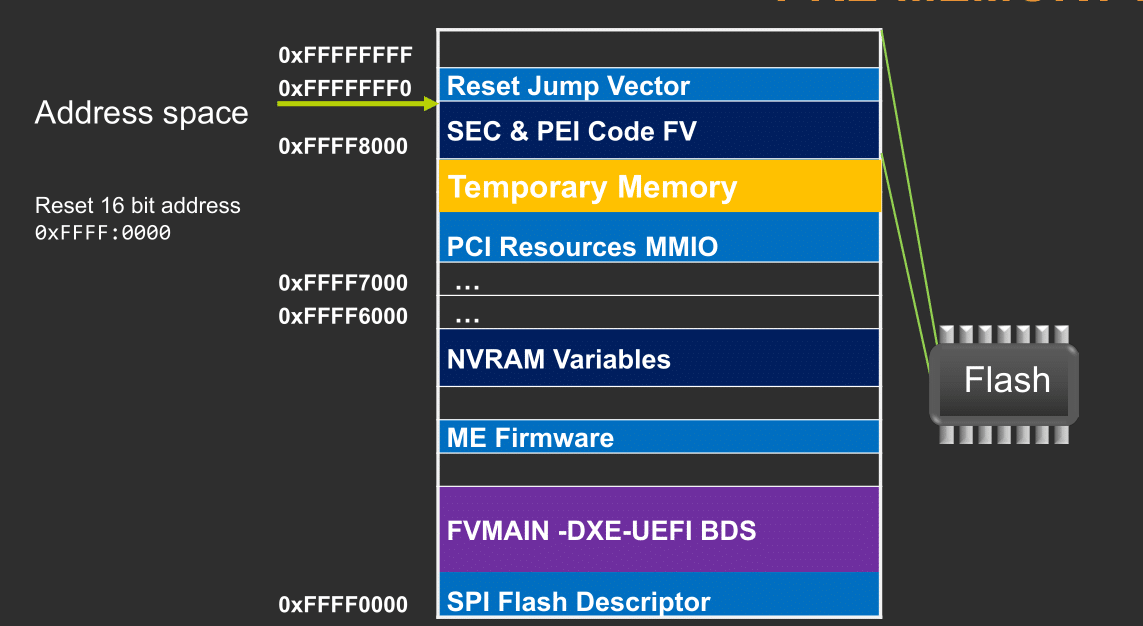 0xFFFFFFFF
0xFFFFFFF0
Reset Jump Vector
Address space
SEC & PEI Code FV
0xFFFF8000
Temporary Memory
Reset 16 bit address
0xFFFF:0000
PCI Resources MMIO
0xFFFF7000
...
0xFFFF6000
...
NVRAM Variables
Flash
ME Firmware
FVMAIN -DXE-UEFI BDS
0xFFFF0000
SPI Flash Descriptor